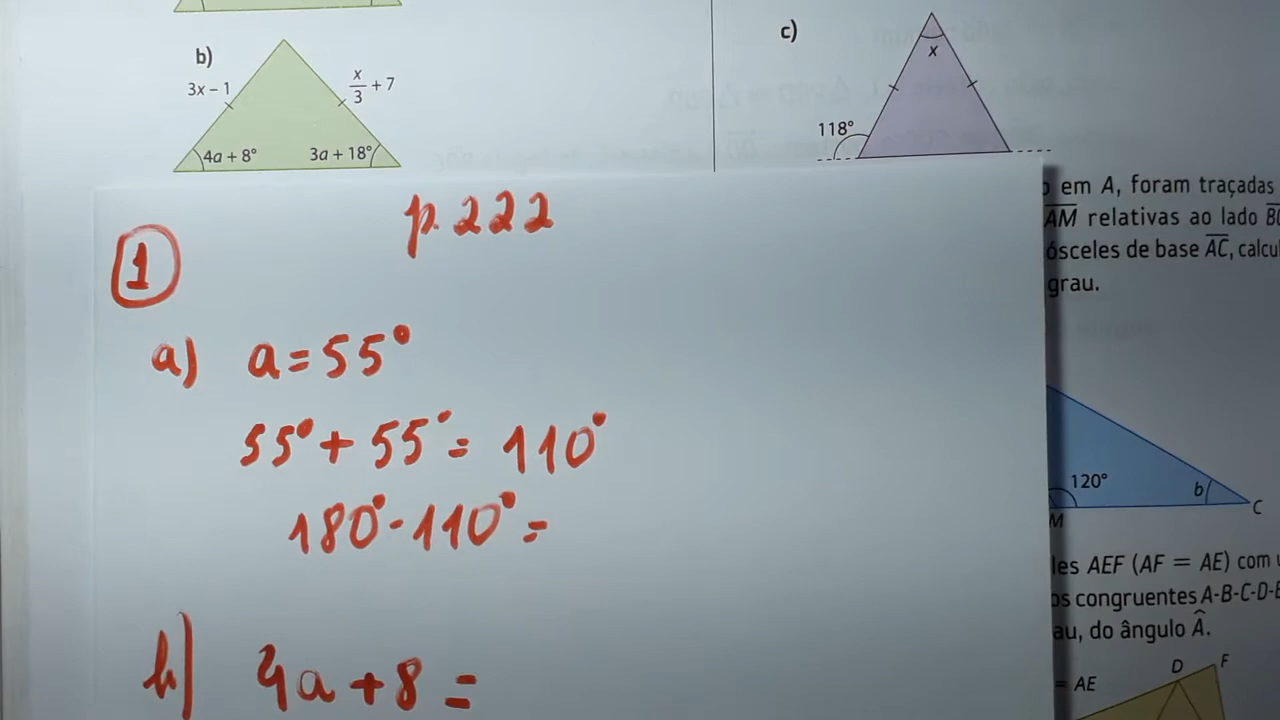 b)
3x – 1
x/3 + 7
4a + 8°
3a + 18°
c)
x
118°
em A, foram traçadas
AM relativas ao lado
ósceles de base AC, calcu
grau.
120°
b
C
M
les AEF (AF = AE) com
os congruentes A-B-C-D-E
au, do ângulo Â.
D
F
= AE
p. 222
1
a) a = 55°
55° + 55° = 110°
180° - 110° =
b) 4a + 8 =